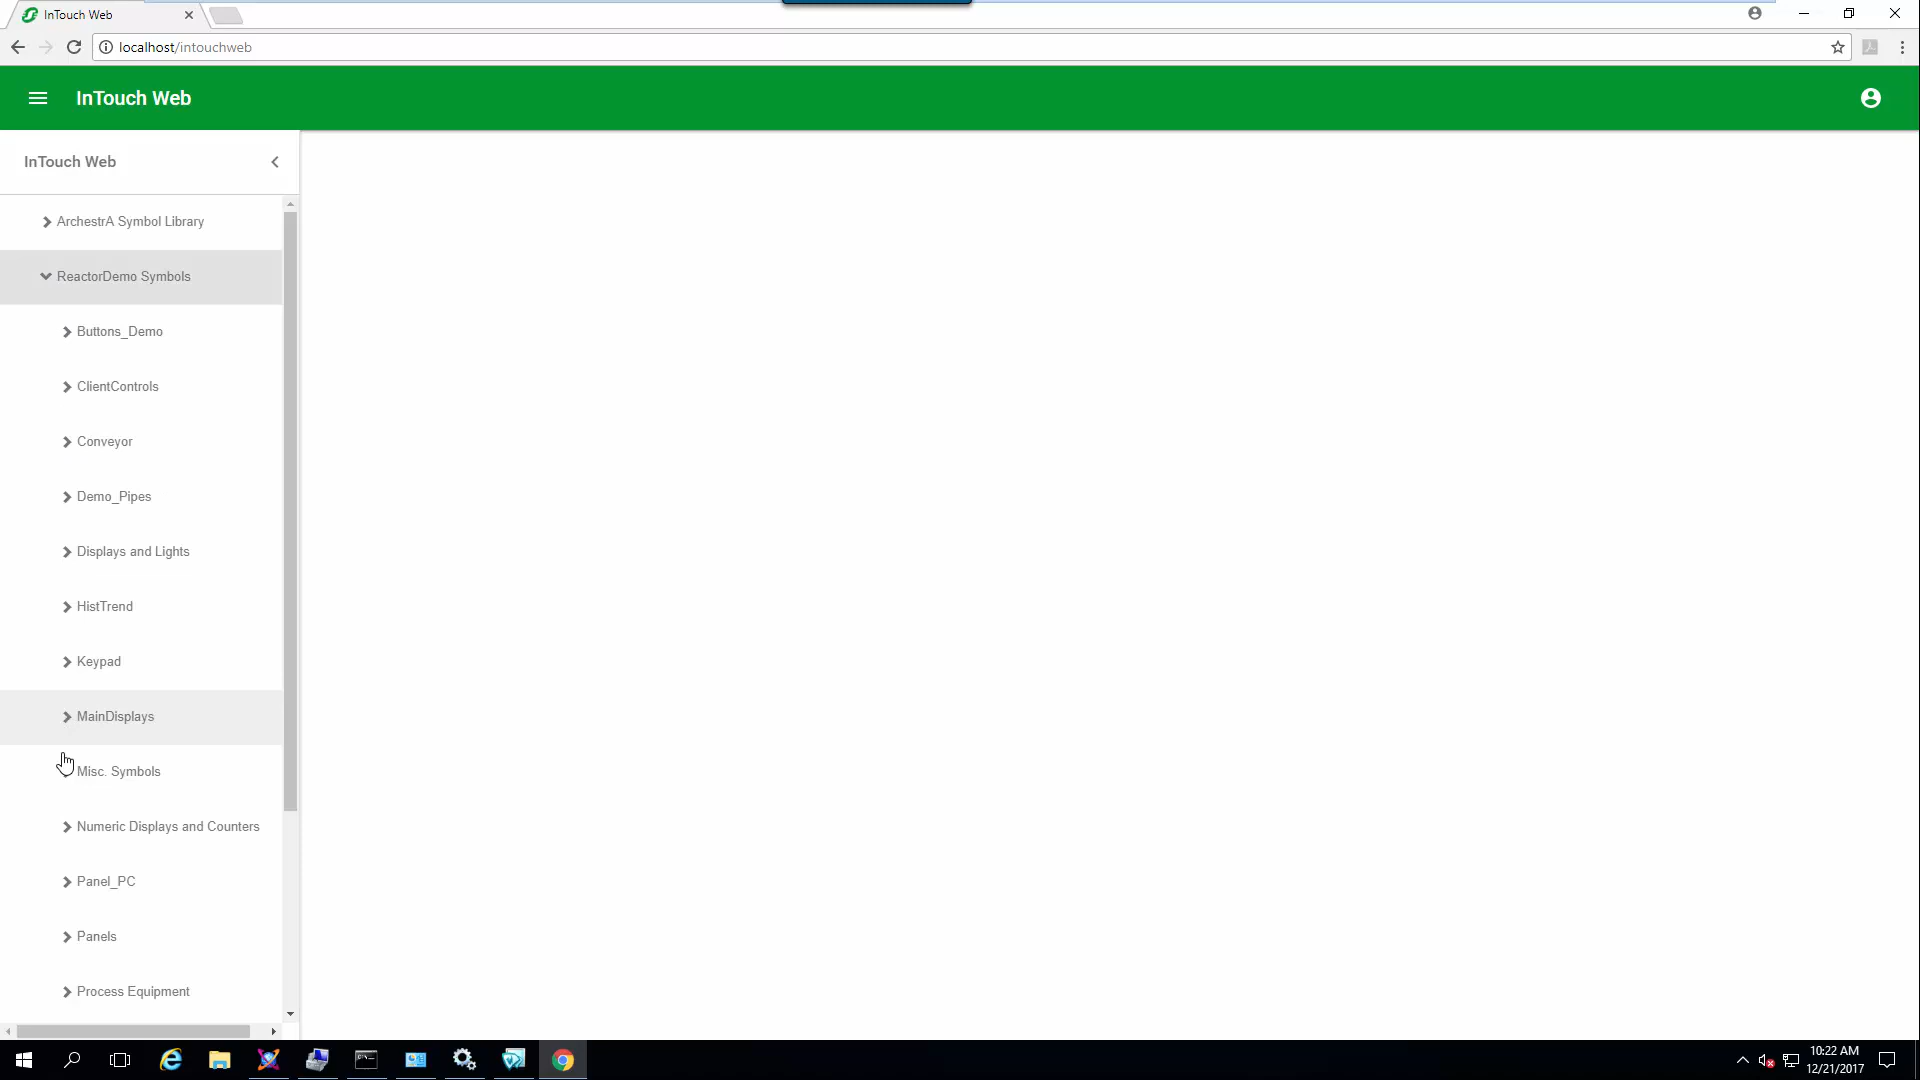 InTouch Web
localhost/intouchweb
InTouch Web
InTouch Web
ArchestrA Symbol Library
ReactorDemo Symbols
Buttons_Demo
ClientControls
Conveyor
Demo_Pipes
Displays and Lights
HistTrend
Keypad
MainDisplays
Misc. Symbols
Numeric Displays and Counters
Panel_PC
Panels
Process Equipment
10:22 AM
12/21/2017